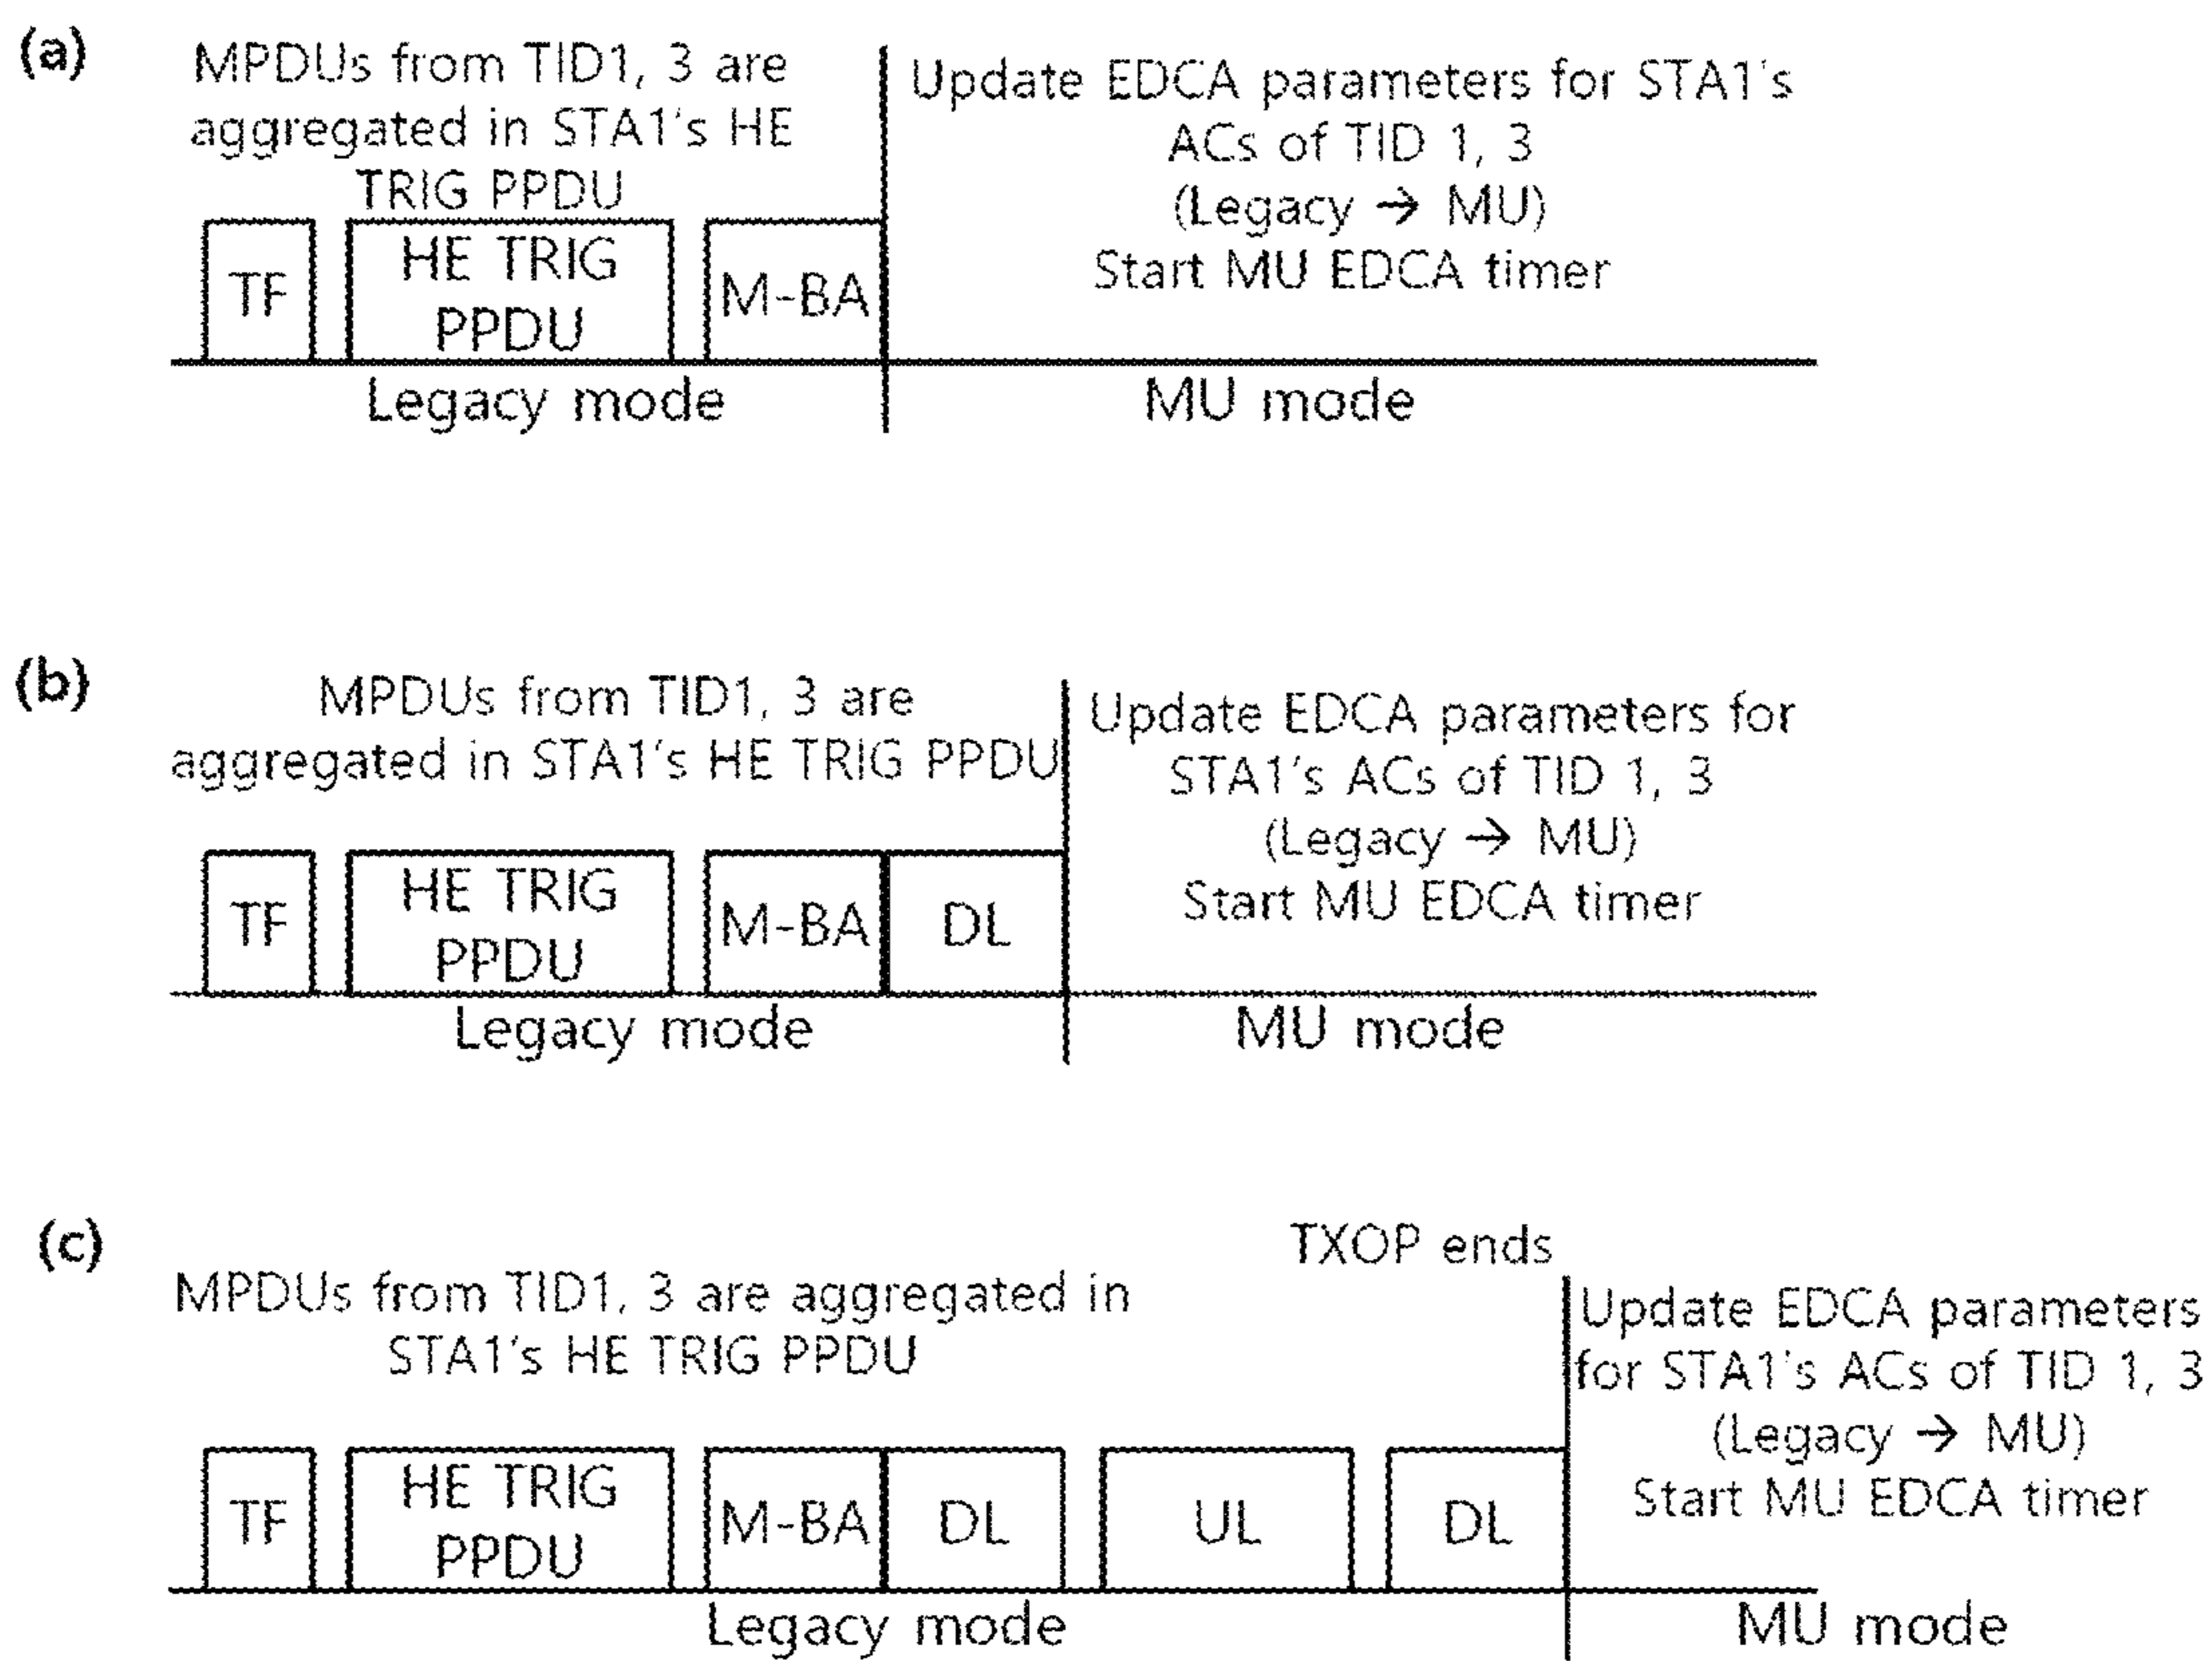 (a)
MPDUs from TID1, 3 are
aggregated in STA1's HE
TRIG PPDU
Update EDCA parameters for STA1's
ACs of TID 1, 3
(Legacy → MU)
Start MU EDCA timer
TF
HE TRIG
PPDU
M-BA
Legacy mode
MU mode
(b)
MPDUs from TID1, 3 are
aggregated in STA1's HE TRIG PPDU
Update EDCA parameters for
STA1's ACs of TID 1, 3
(Legacy → MU)
Start MU EDCA timer
TF
HE TRIG
PPDU
M-BA
DL
Legacy mode
MU mode
(c)
TXOP ends
MPDUs from TID1, 3 are aggregated in
STA1's HE TRIG PPDU
Update EDCA parameters
for STA1's ACs of TID 1, 3
(Legacy → MU)
Start MU EDCA timer
TF
HE TRIG
PPDU
M-BA
DL
UL
DL
Legacy mode
MU mode